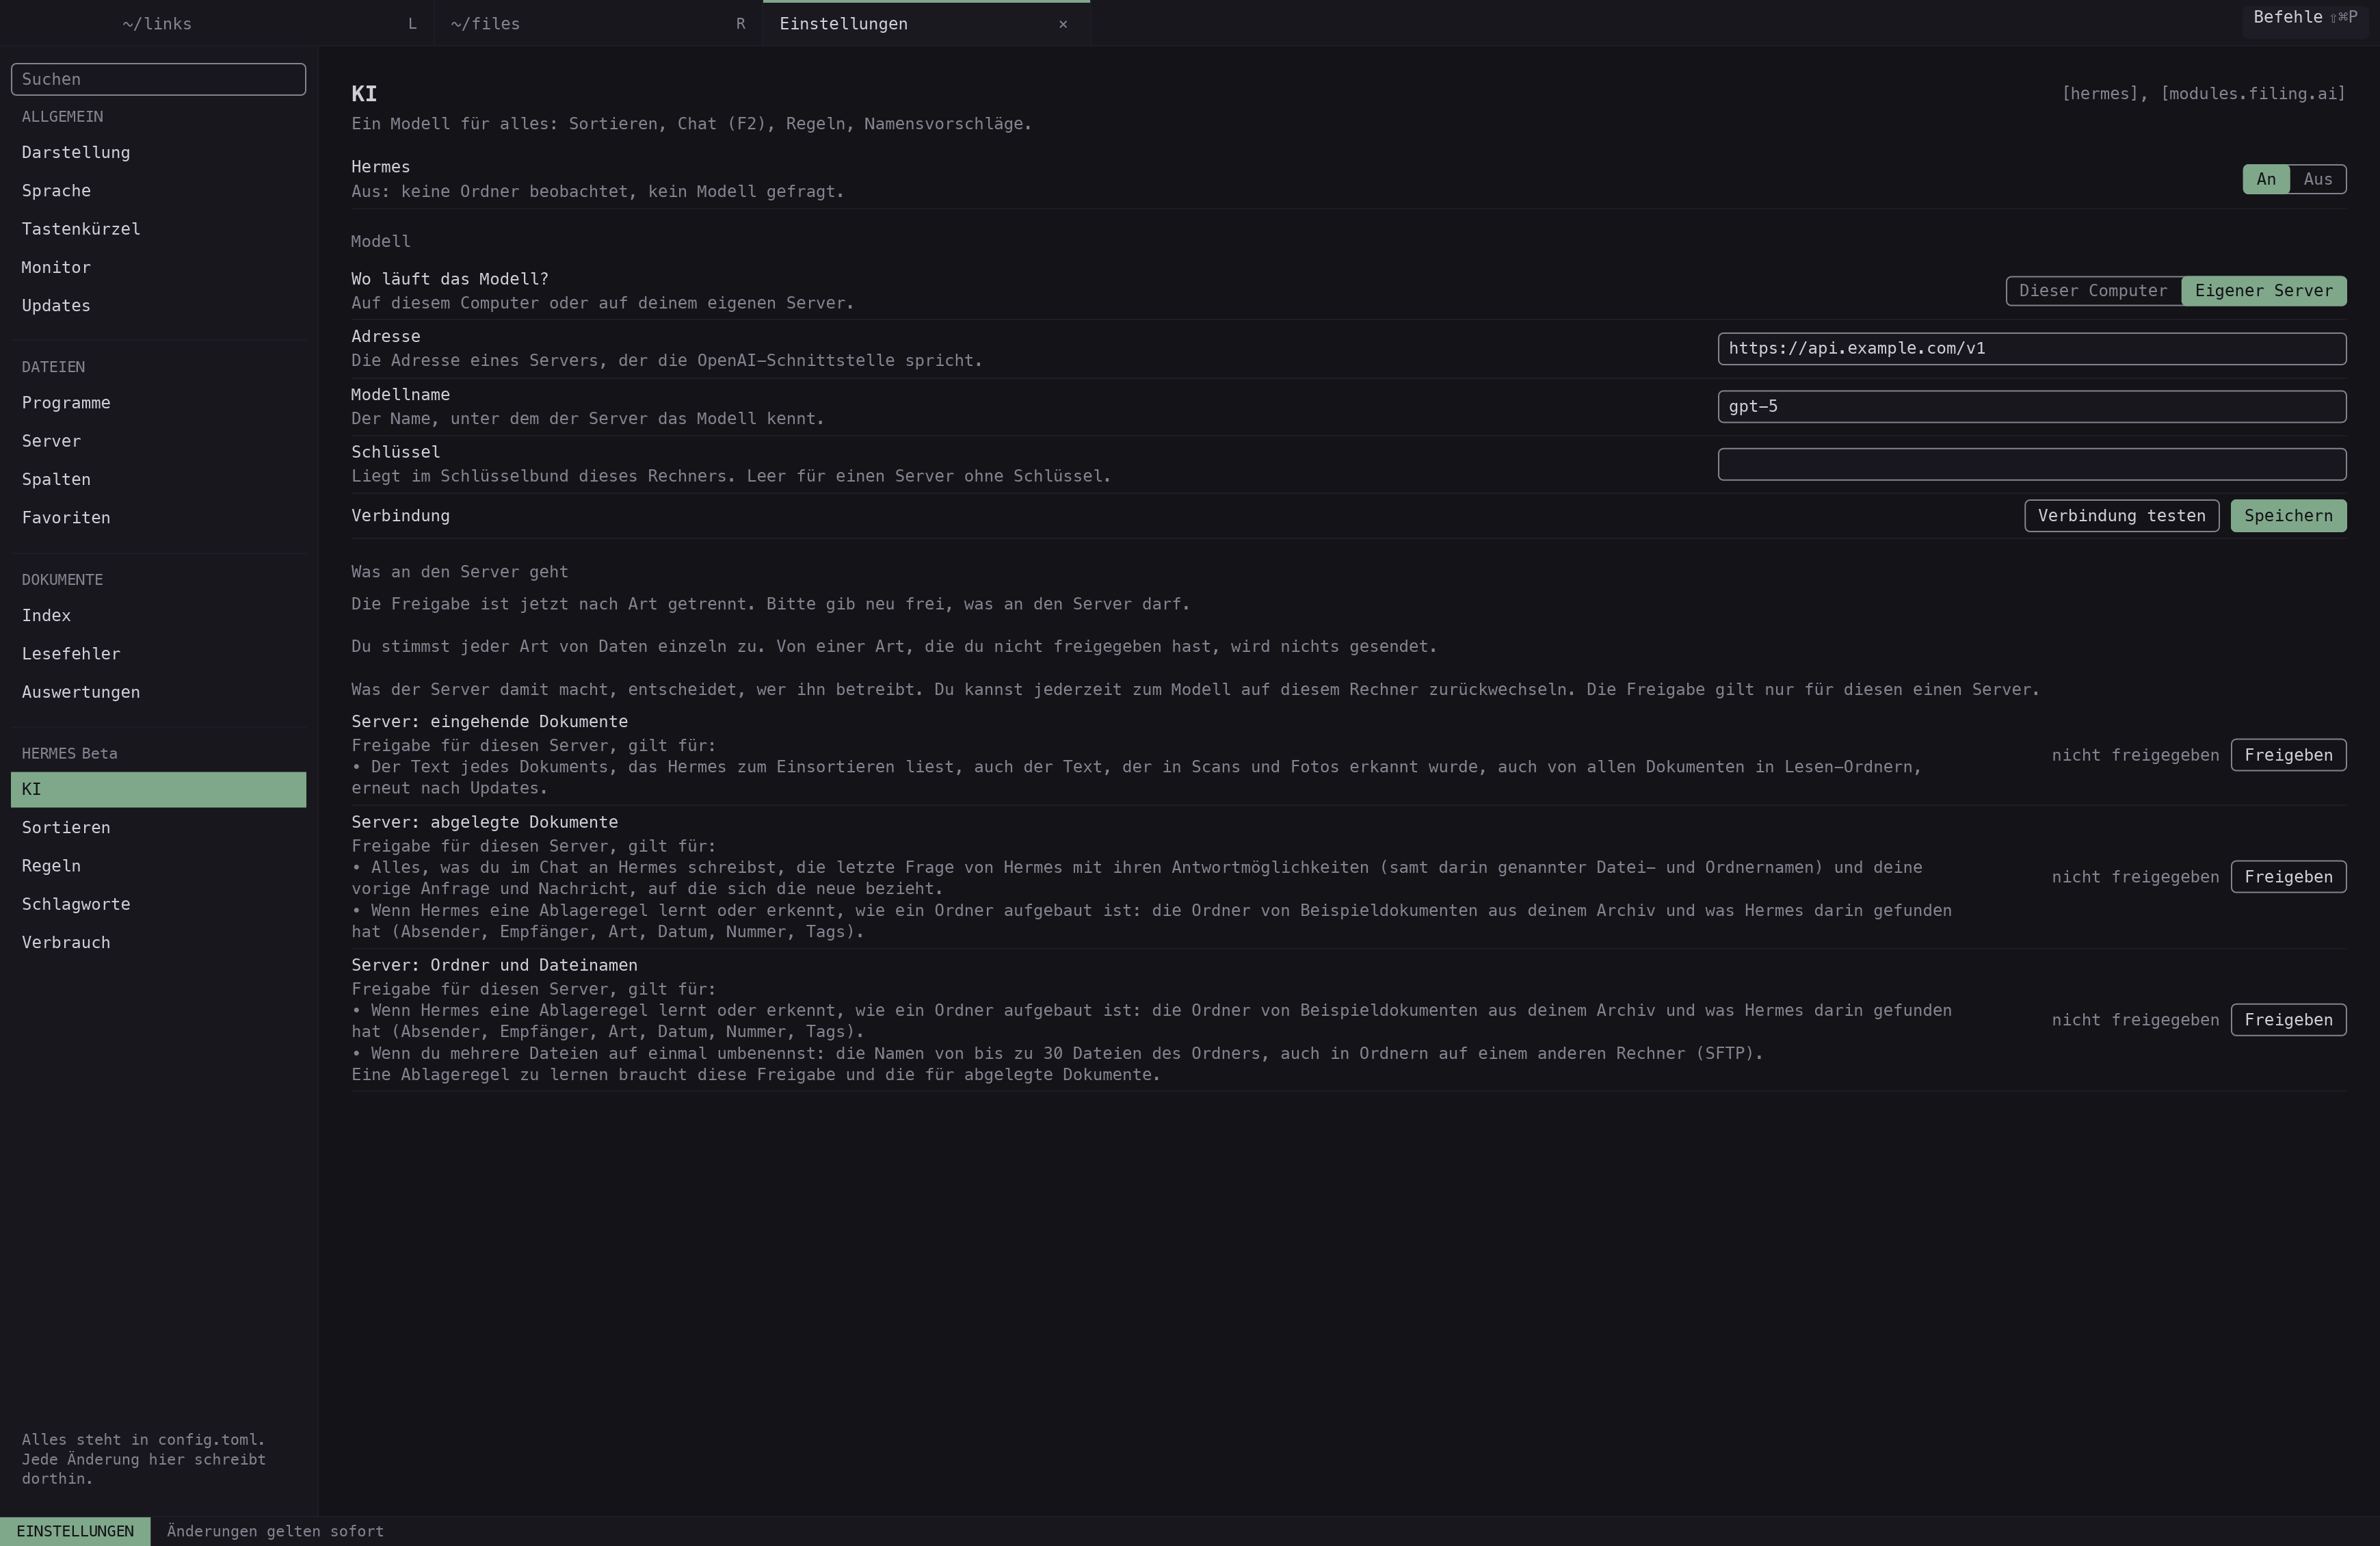 ~/links L ~/files R Einstellungen × Befehle ⇧⌘P
Suchen
ALLGEMEIN
Darstellung
Sprache
Tastenkürzel
Monitor
Updates
DATEIEN
Programme
Server
Spalten
Favoriten
DOKUMENTE
Index
Lesefehler
Auswertungen
HERMES Beta
KI
Sortieren
Regeln
Schlagworte
Verbrauch
Alles steht in config.toml.
Jede Änderung hier schreibt
dorthin.
KI [hermes], [modules.filing.ai]
Ein Modell für alles: Sortieren, Chat (F2), Regeln, Namensvorschläge.
Hermes
Aus: keine Ordner beobachtet, kein Modell gefragt.
An Aus
Modell
Wo läuft das Modell?
Auf diesem Computer oder auf deinem eigenen Server.
Dieser Computer Eigener Server
Adresse
Die Adresse eines Servers, der die OpenAI-Schnittstelle spricht.
https://api.example.com/v1
Modellname
Der Name, unter dem der Server das Modell kennt.
gpt-5
Schlüssel
Liegt im Schlüsselbund dieses Rechners. Leer für einen Server ohne Schlüssel.
Verbindung Verbindung testen Speichern
Was an den Server geht
Die Freigabe ist jetzt nach Art getrennt. Bitte gib neu frei, was an den Server darf.
Du stimmst jeder Art von Daten einzeln zu. Von einer Art, die du nicht freigegeben hast, wird nichts gesendet.
Was der Server damit macht, entscheidet, wer ihn betreibt. Du kannst jederzeit zum Modell auf diesem Rechner zurückwechseln. Die Freigabe gilt nur für diesen einen Server.
Server: eingehende Dokumente
Freigabe für diesen Server, gilt für:
• Der Text jedes Dokuments, das Hermes zum Einsortieren liest, auch der Text, der in Scans und Fotos erkannt wurde, auch von allen Dokumenten in Lesen-Ordnern,
erneut nach Updates.
nicht freigegeben Freigeben
Server: abgelegte Dokumente
Freigabe für diesen Server, gilt für:
• Alles, was du im Chat an Hermes schreibst, die letzte Frage von Hermes mit ihren Antwortmöglichkeiten (samt darin genannter Datei- und Ordnernamen) und deine
vorige Anfrage und Nachricht, auf die sich die neue bezieht.
• Wenn Hermes eine Ablageregel lernt oder erkennt, wie ein Ordner aufgebaut ist: die Ordner von Beispieldokumenten aus deinem Archiv und was Hermes darin gefunden
hat (Absender, Empfänger, Art, Datum, Nummer, Tags).
nicht freigegeben Freigeben
Server: Ordner und Dateinamen
Freigabe für diesen Server, gilt für:
• Wenn Hermes eine Ablageregel lernt oder erkennt, wie ein Ordner aufgebaut ist: die Ordner von Beispieldokumenten aus deinem Archiv und was Hermes darin gefunden
hat (Absender, Empfänger, Art, Datum, Nummer, Tags).
• Wenn du mehrere Dateien auf einmal umbenennst: die Namen von bis zu 30 Dateien des Ordners, auch in Ordnern auf einem anderen Rechner (SFTP).
Eine Ablageregel zu lernen braucht diese Freigabe und die für abgelegte Dokumente.
nicht freigegeben Freigeben
EINSTELLUNGEN Änderungen gelten sofort